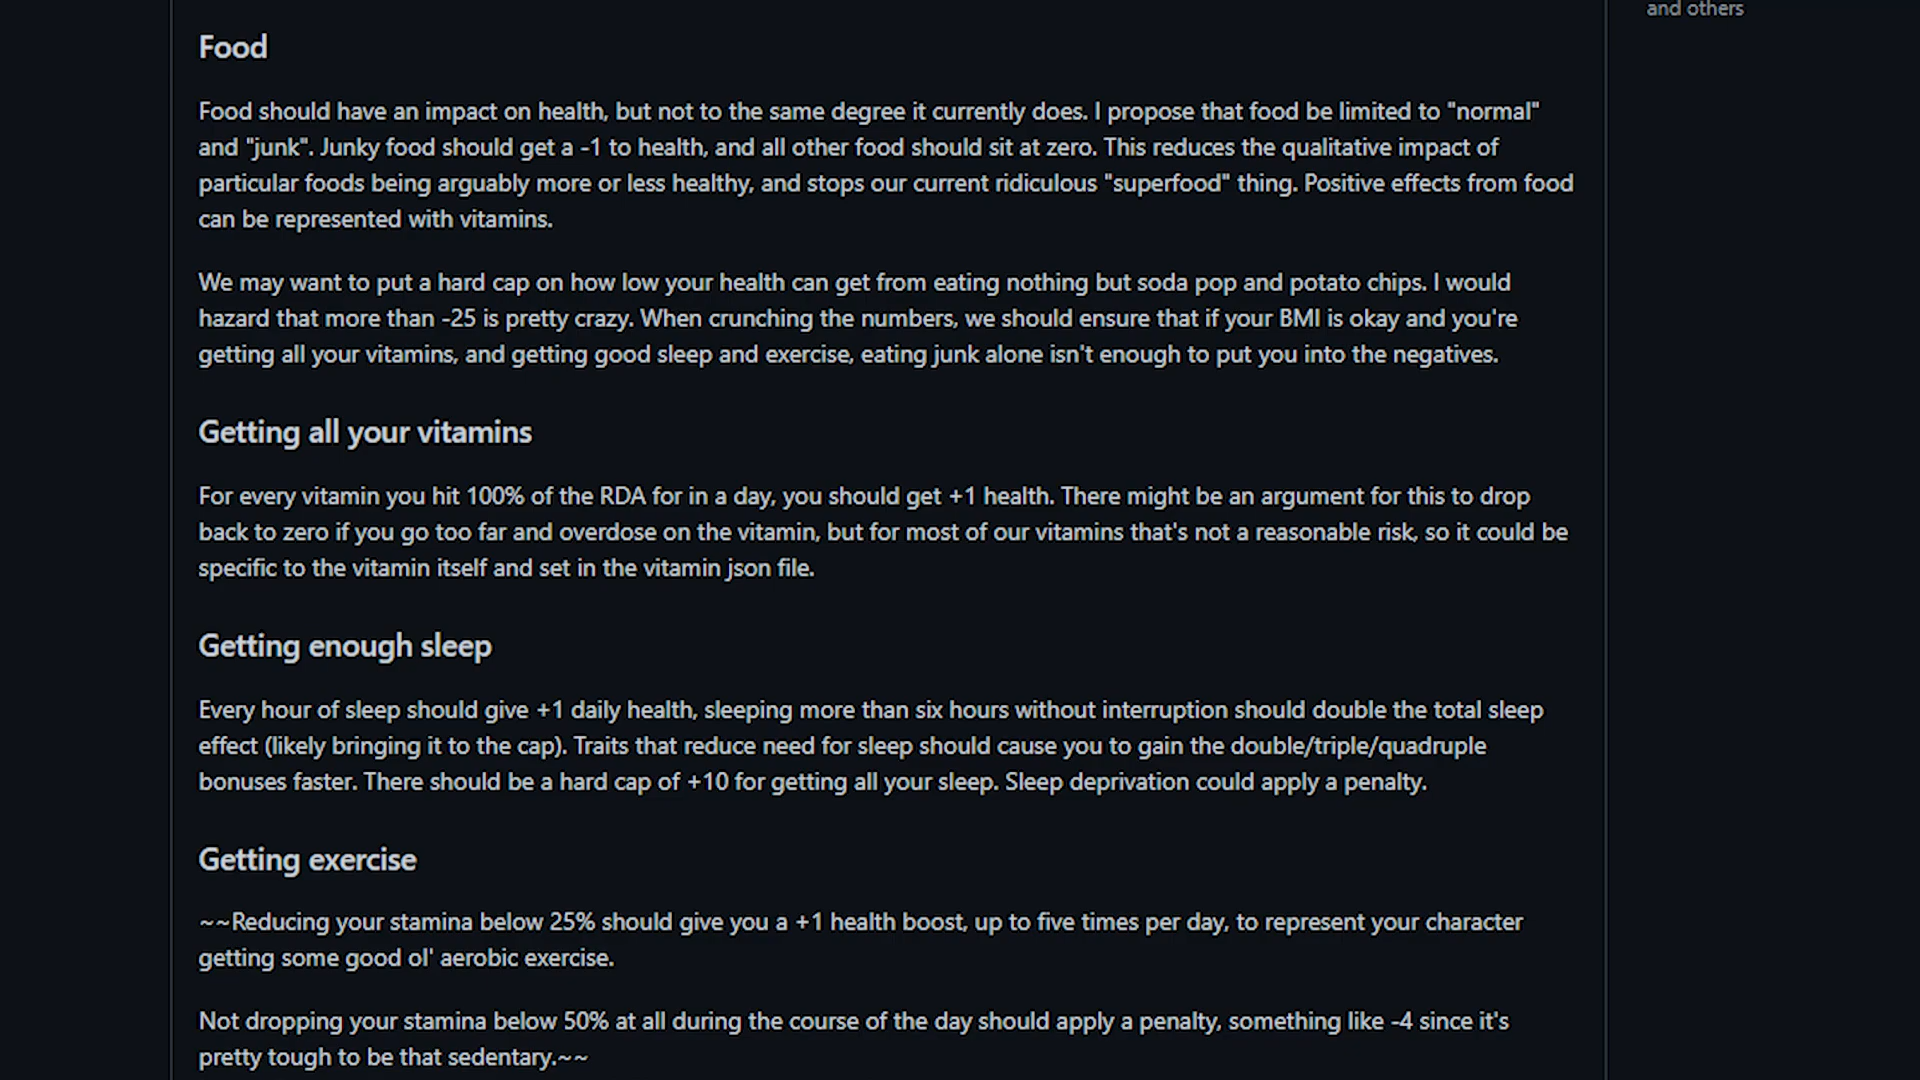 and others
Food
Food should have an impact on health, but not to the same degree it currently does. I propose that food be limited to "normal"
and "junk". Junky food should get a -1 to health, and all other food should sit at zero. This reduces the qualitative impact of
particular foods being arguably more or less healthy, and stops our current ridiculous "superfood" thing. Positive effects from food
can be represented with vitamins.
We may want to put a hard cap on how low your health can get from eating nothing but soda pop and potato chips. I would
hazard that more than -25 is pretty crazy. When crunching the numbers, we should ensure that if your BMI is okay and you're
getting all your vitamins, and getting good sleep and exercise, eating junk alone isn't enough to put you into the negatives.
Getting all your vitamins
For every vitamin you hit 100% of the RDA for in a day, you should get +1 health. There might be an argument for this to drop
back to zero if you go too far and overdose on the vitamin, but for most of our vitamins that's not a reasonable risk, so it could be
specific to the vitamin itself and set in the vitamin json file.
Getting enough sleep
Every hour of sleep should give +1 daily health, sleeping more than six hours without interruption should double the total sleep
effect (likely bringing it to the cap). Traits that reduce need for sleep should cause you to gain the double/triple/quadruple
bonuses faster. There should be a hard cap of +10 for getting all your sleep. Sleep deprivation could apply a penalty.
Getting exercise
~~Reducing your stamina below 25% should give you a +1 health boost, up to five times per day, to represent your character
getting some good ol' aerobic exercise.
Not dropping your stamina below 50% at all during the course of the day should apply a penalty, something like -4 since it's
pretty tough to be that sedentary.~~